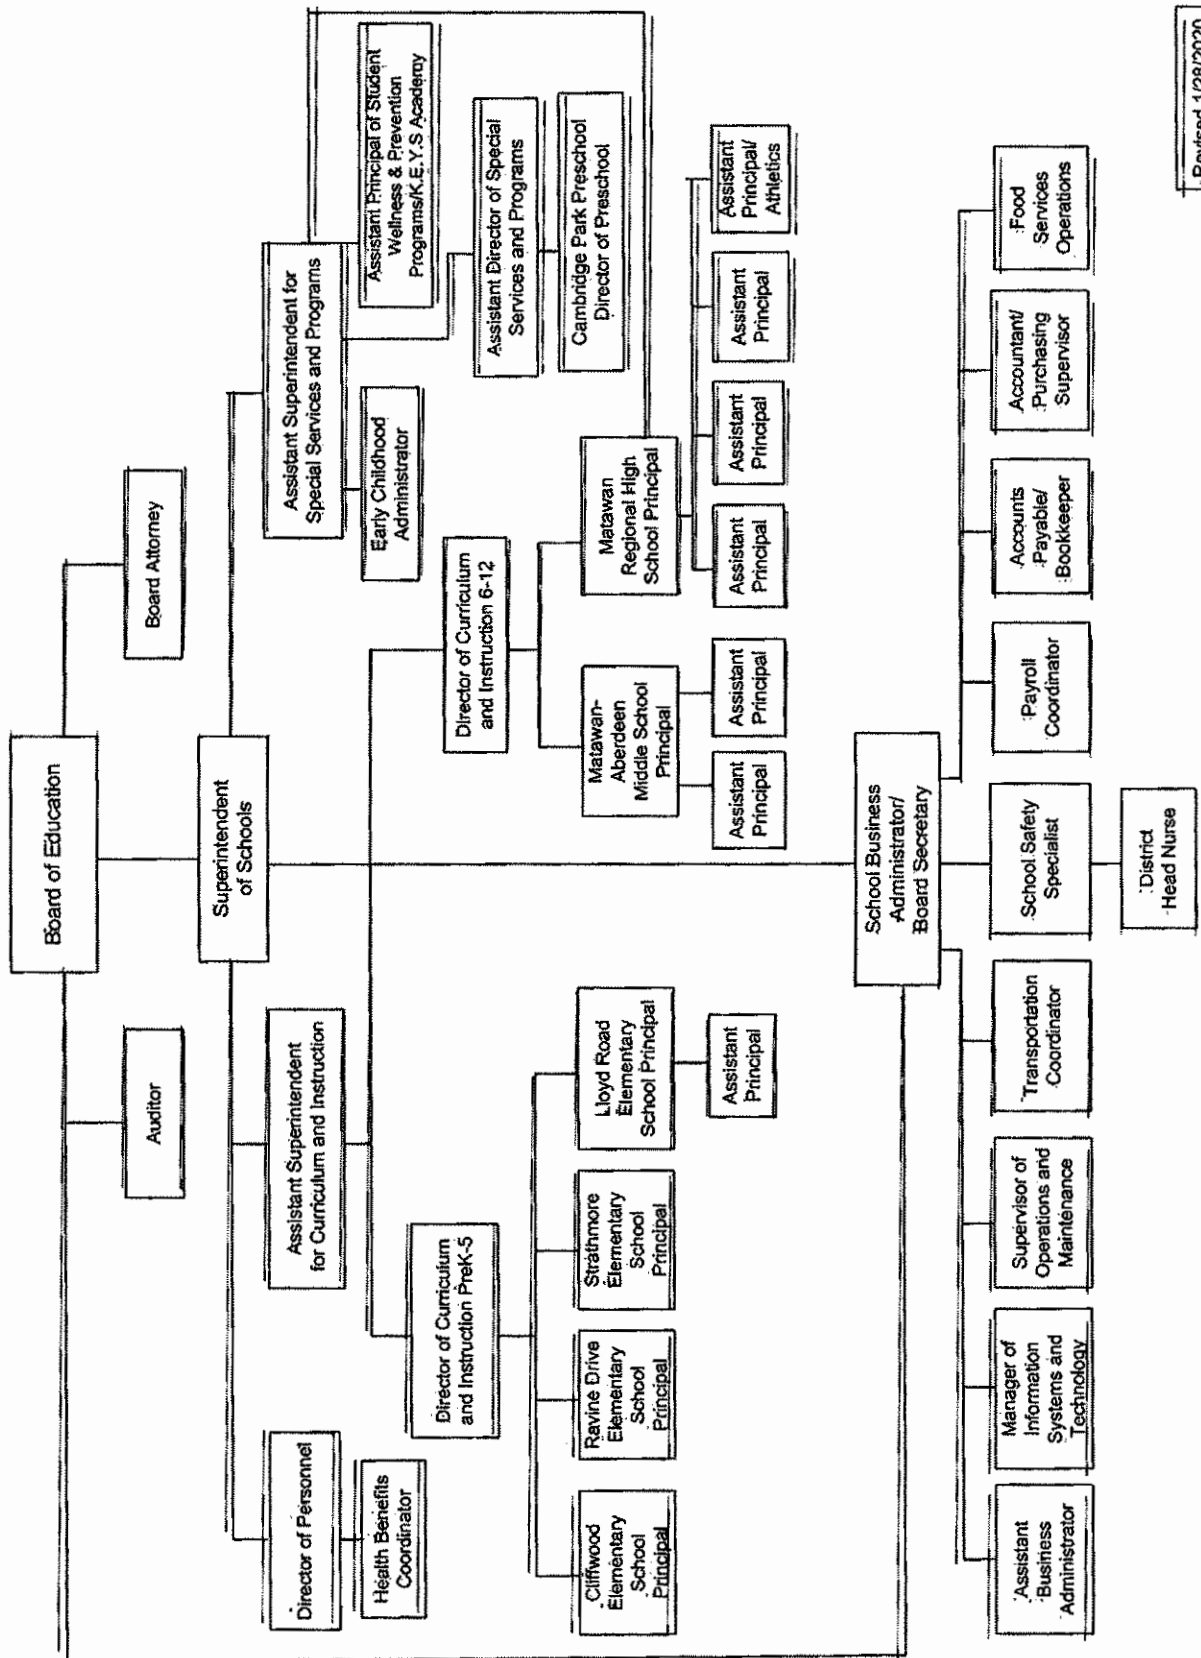 Board of Education
Auditor
Board Attorney
Superintendent
of Schools
Director of Personnel
Health Benefits
Coordinator
Assistant Superintendent
for Curriculum and Instruction
Assistant Superintendent for
Special Services and Programs
Early Childhood
Administrator
Assistant Principal of Student
Wellness & Prevention
Programs/K.E.Y.S Academy
Assistant Director of Special
Services and Programs
Cambridge Park Preschool
Director of Preschool
Director of Curriculum
and Instruction PreK-5
Director of Curriculum
and Instruction 6-12
Cliffwood
Elementary
School
Principal
Ravine Drive
Elementary
School
Principal
Strathmore
Elementary
School
Principal
Lloyd Road
Elementary
School Principal
Assistant
Principal
Matawan-
Aberdeen
Middle School
Principal
Assistant
Principal
Assistant
Principal
Matawan
Regional High
School Principal
Assistant
Principal
Assistant
Principal
Assistant
Principal
Assistant
Principal/
Athletics
School Business
Administrator/
Board Secretary
Assistant
Business
Administrator
Manager of
Information
Systems and
Technology
Supervisor of
Operations and
Maintenance
Transportation
Coordinator
School Safety
Specialist
District
Head Nurse
Payroll
Coordinator
Accounts
Payable/
Bookkeeper
Accountant/
Purchasing
Supervisor
Food
Services
Operations
Revised 1/28/2020